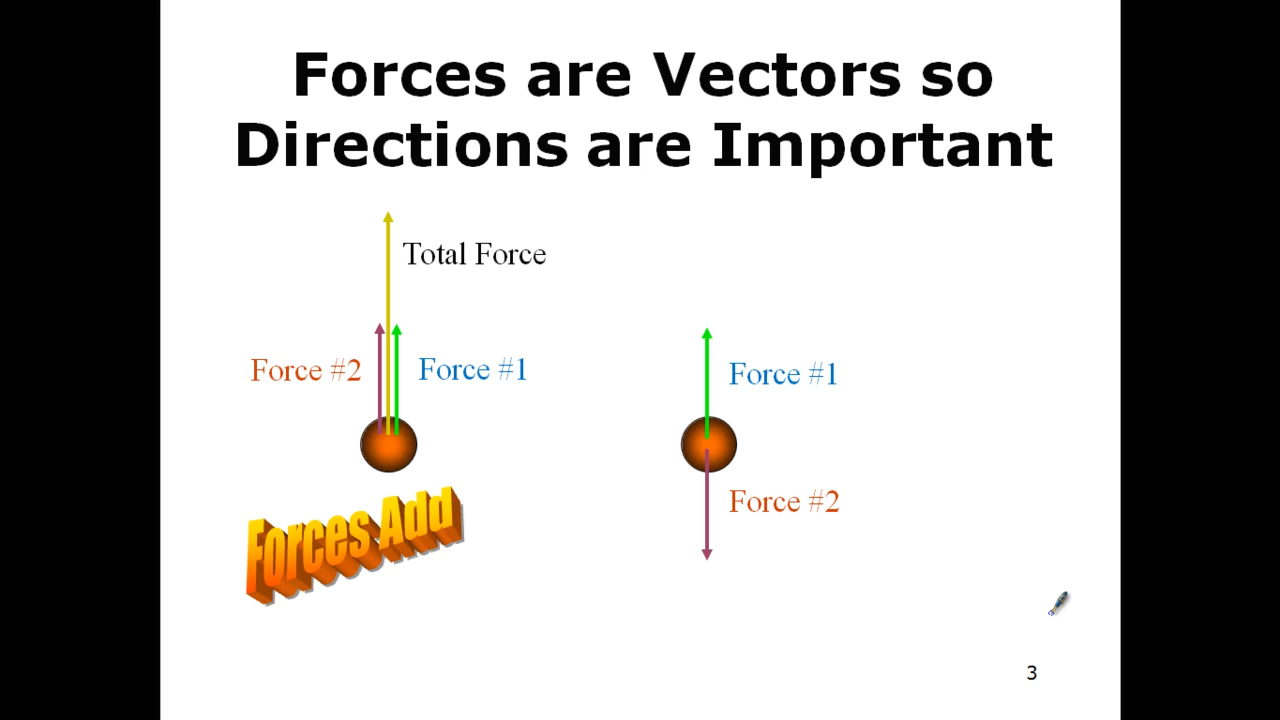 Forces are Vectors so
Directions are Important
Total Force
Force #2
Force #1
Force #1
Force #2
Forces Add
3